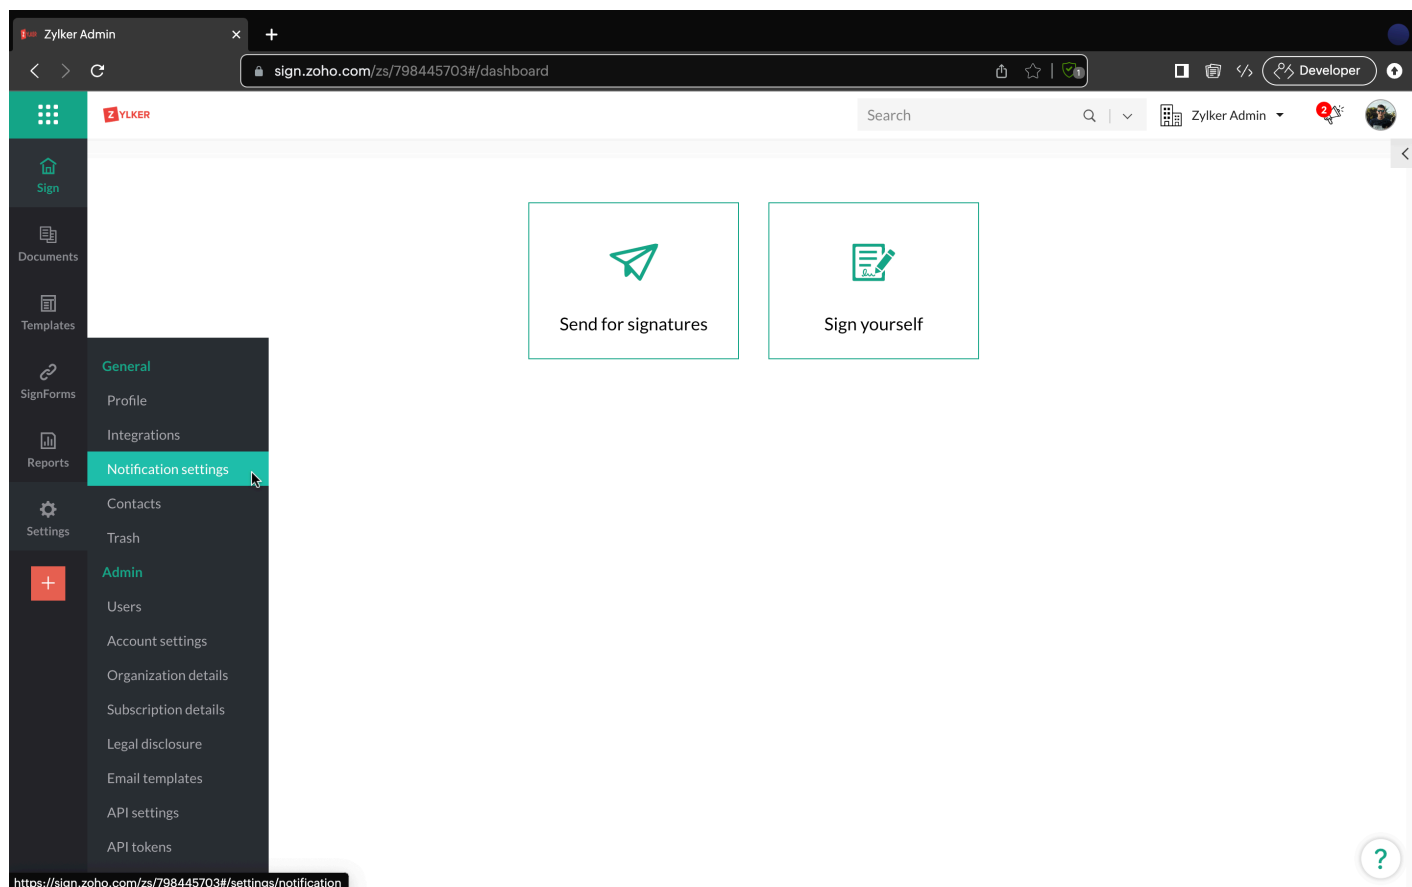 Zylker Admin
sign.zoho.com/zs/798445703#/dashboard
1
Developer
ZYLKER
Search
Zylker Admin
2
Sign
Documents
Templates
SignForms
Reports
Settings
Send for signatures
Sign yourself
General
Profile
Integrations
Notification settings
Contacts
Trash
Admin
Users
Account settings
Organization details
Subscription details
Legal disclosure
Email templates
API settings
API tokens
?
https://sign.zoho.com/zs/798445703#/settings/notification